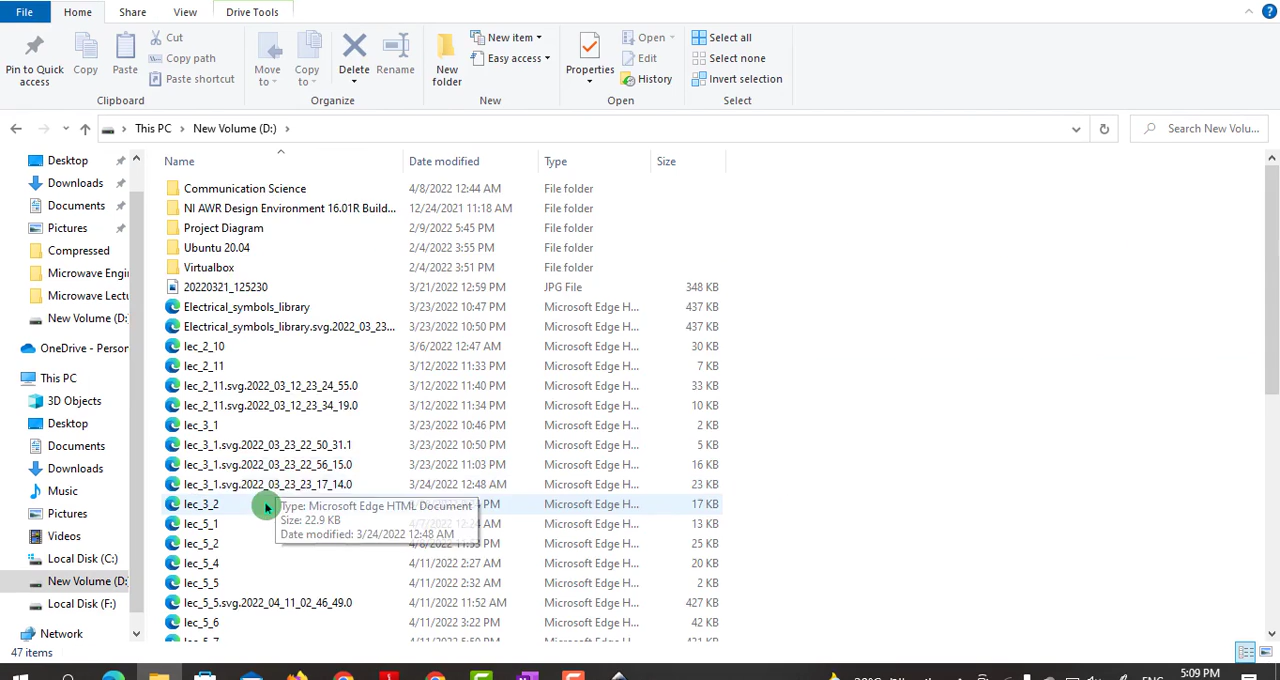 File Home Share View Drive Tools
Pin to Quick access
Copy
Paste
Cut
Copy path
Paste shortcut
Clipboard
Move to
Copy to
Delete
Rename
Organize
New folder
New item
Easy access
New
Properties
Open
Edit
History
Open
Select all
Select none
Invert selection
Select
This PC New Volume (D:) Search New Volu...
Desktop
Downloads
Documents
Pictures
Compressed
Microwave Engi
Microwave Lectu
New Volume (D:
OneDrive - Person
This PC
3D Objects
Desktop
Documents
Downloads
Music
Pictures
Videos
Local Disk (C:)
New Volume (D:
Local Disk (F:)
Network
Name Date modified Type Size
Communication Science 4/8/2022 12:44 AM File folder
NI AWR Design Environment 16.01R Build... 12/24/2021 11:18 AM File folder
Project Diagram 2/9/2022 5:45 PM File folder
Ubuntu 20.04 2/4/2022 3:55 PM File folder
Virtualbox 2/4/2022 3:51 PM File folder
20220321_125230 3/21/2022 12:59 PM JPG File 348 KB
Electrical_symbols_library 3/23/2022 10:47 PM Microsoft Edge H... 437 KB
Electrical_symbols_library.svg.2022_03_23... 3/23/2022 10:50 PM Microsoft Edge H... 437 KB
lec_2_10 3/6/2022 12:47 AM Microsoft Edge H... 30 KB
lec_2_11 3/12/2022 11:33 PM Microsoft Edge H... 7 KB
lec_2_11.svg.2022_03_12_23_24_55.0 3/12/2022 11:40 PM Microsoft Edge H... 33 KB
lec_2_11.svg.2022_03_12_23_34_19.0 3/12/2022 11:34 PM Microsoft Edge H... 10 KB
lec_3_1 3/23/2022 10:46 PM Microsoft Edge H... 2 KB
lec_3_1.svg.2022_03_23_22_50_31.1 3/23/2022 10:50 PM Microsoft Edge H... 5 KB
lec_3_1.svg.2022_03_23_22_56_15.0 3/23/2022 11:03 PM Microsoft Edge H... 16 KB
lec_3_1.svg.2022_03_23_23_17_14.0 3/24/2022 12:48 AM Microsoft Edge H... 23 KB
lec_3_2 PM Microsoft Edge H... 17 KB
Type: Microsoft Edge HTML Document
Size: 22.9 KB
Date modified: 3/24/2022 12:48 AM
lec_5_1 AM Microsoft Edge H... 13 KB
lec_5_2 PM Microsoft Edge H... 25 KB
lec_5_4 4/11/2022 2:27 AM Microsoft Edge H... 20 KB
lec_5_5 4/11/2022 2:32 AM Microsoft Edge H... 2 KB
lec_5_5.svg.2022_04_11_02_46_49.0 4/11/2022 11:52 AM Microsoft Edge H... 427 KB
lec_5_6 4/11/2022 3:22 PM Microsoft Edge H... 42 KB
lec_5_7 4/11/2022 5:50 PM Microsoft Edge H... 431 KB
47 items
ENG 5:09 PM